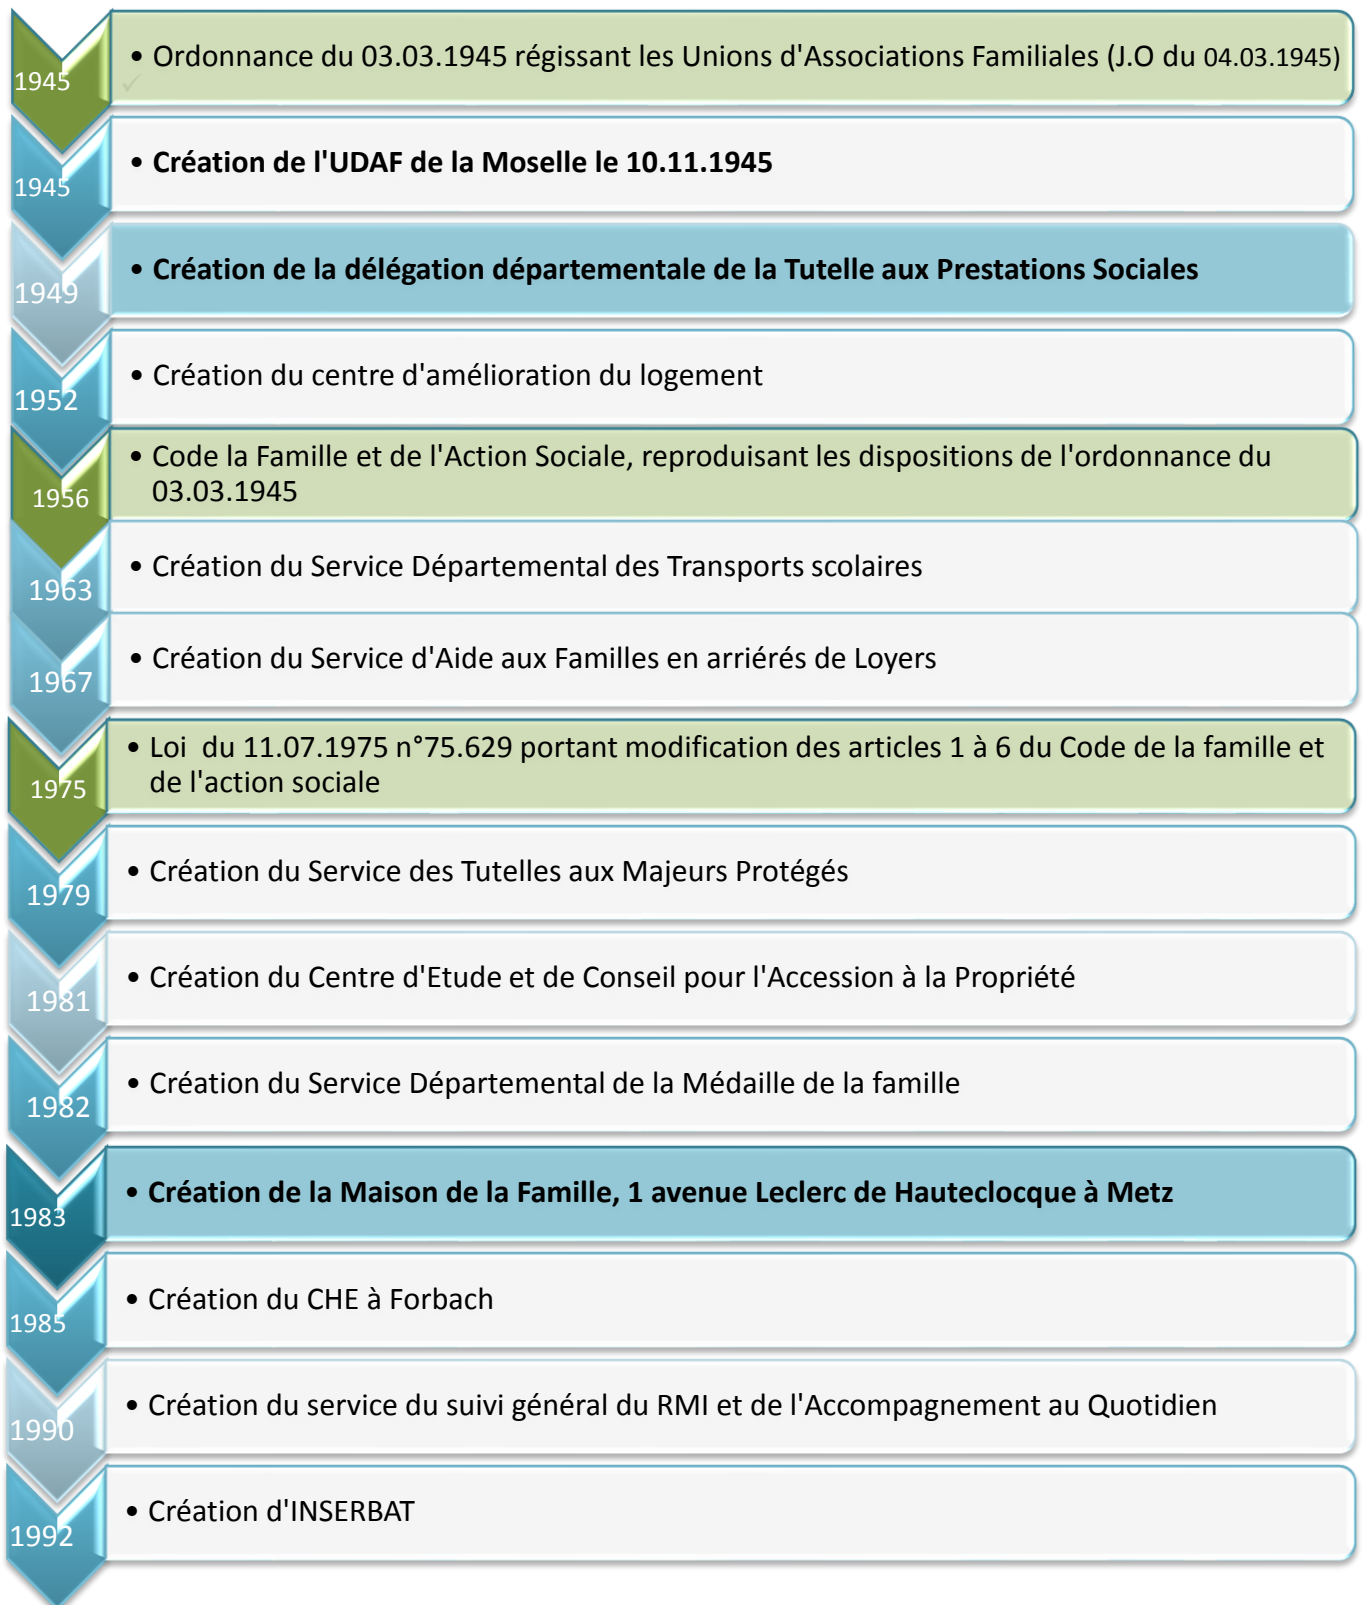 1945
• Ordonnance du 03.03.1945 régissant les Unions d'Associations Familiales (J.O du 04.03.1945)
1945
• Création de l'UDAF de la Moselle le 10.11.1945
1949
• Création de la délégation départementale de la Tutelle aux Prestations Sociales
1952
• Création du centre d'amélioration du logement
1956
• Code la Famille et de l'Action Sociale, reproduisant les dispositions de l'ordonnance du
03.03.1945
1963
• Création du Service Départemental des Transports scolaires
1967
• Création du Service d'Aide aux Familles en arriérés de Loyers
1975
• Loi  du 11.07.1975 n°75.629 portant modification des articles 1 à 6 du Code de la famille et
de l'action sociale
1979
• Création du Service des Tutelles aux Majeurs Protégés
1981
• Création du Centre d'Etude et de Conseil pour l'Accession à la Propriété
1982
• Création du Service Départemental de la Médaille de la famille
1983
• Création de la Maison de la Famille, 1 avenue Leclerc de Hauteclocque à Metz
1985
• Création du CHE à Forbach
1990
• Création du service du suivi général du RMI et de l'Accompagnement au Quotidien
1992
• Création d'INSERBAT